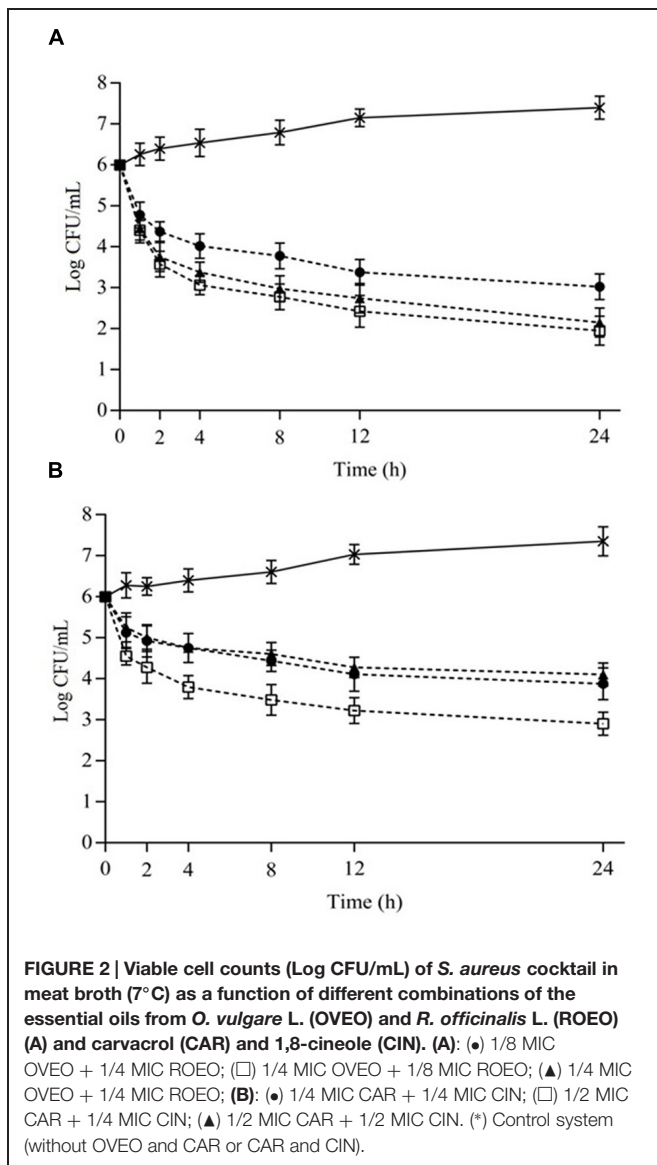 A
8
7
6
5
4
3
2
1
0
Log CFU/mL
0 2 4 8 12 24
Time (h)
B
8
7
6
5
4
3
2
1
0
Log CFU/mL
0 2 4 8 12 24
Time (h)
FIGURE 2 | Viable cell counts (Log CFU/mL) of S. aureus cocktail in
meat broth (7°C) as a function of different combinations of the
essential oils from O. vulgare L. (OVEO) and R. officinalis L. (ROEO)
(A) and carvacrol (CAR) and 1,8-cineole (CIN). (A): (●) 1/8 MIC
OVEO + 1/4 MIC ROEO; (□) 1/4 MIC OVEO + 1/8 MIC ROEO; (▲) 1/4 MIC
OVEO + 1/4 MIC ROEO; (B): (●) 1/4 MIC CAR + 1/4 MIC CIN; (□) 1/2 MIC
CAR + 1/4 MIC CIN; (▲) 1/2 MIC CAR + 1/2 MIC CIN. (*) Control system
(without OVEO and CAR or CAR and CIN).